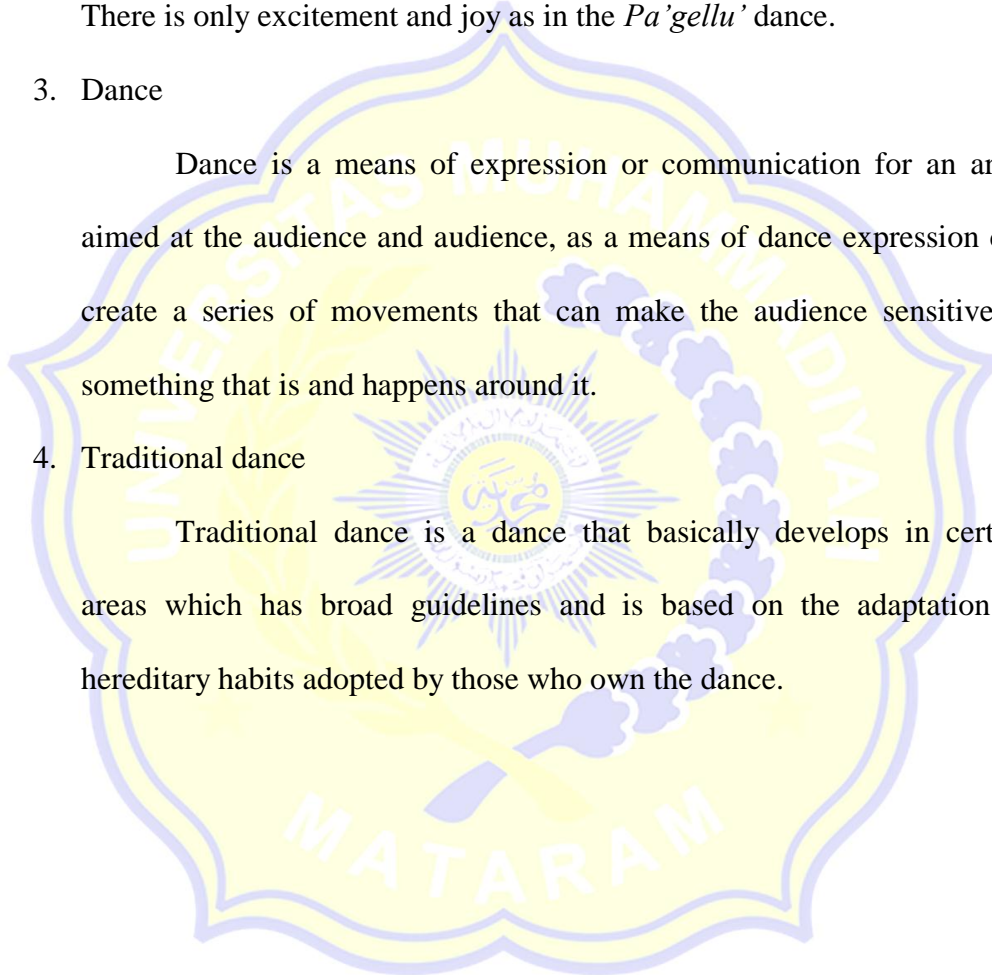 There is only excitement and joy as in the Pa’gellu’ dance.
3. Dance
Dance is a means of expression or communication for an ar
aimed at the audience and audience, as a means of dance expression
create a series of movements that can make the audience sensitive
something that is and happens around it.
4. Traditional dance
Traditional dance is a dance that basically develops in cert
areas which has broad guidelines and is based on the adaptation
hereditary habits adopted by those who own the dance.
UNIVERSITAS MUHAMMADIYAH
MATARAM